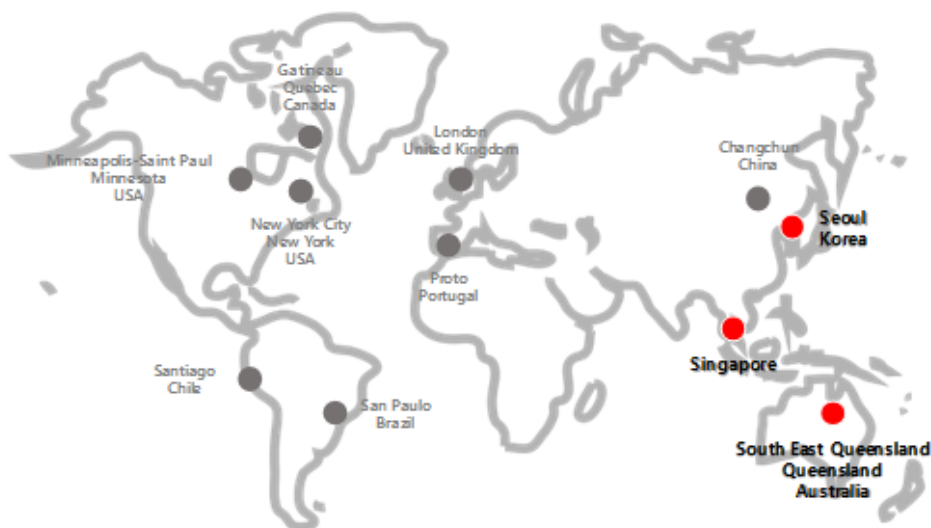 Gatineau
Quebec
Canada
London
United Kingdom
Changchun
China
Minneapolis-Saint Paul
Minnesota
USA
New York City
New York
USA
Seoul
Korea
Proto
Portugal
Singapore
Santiago
Chile
San Paulo
Brazil
South East Queensland
Queensland
Australia